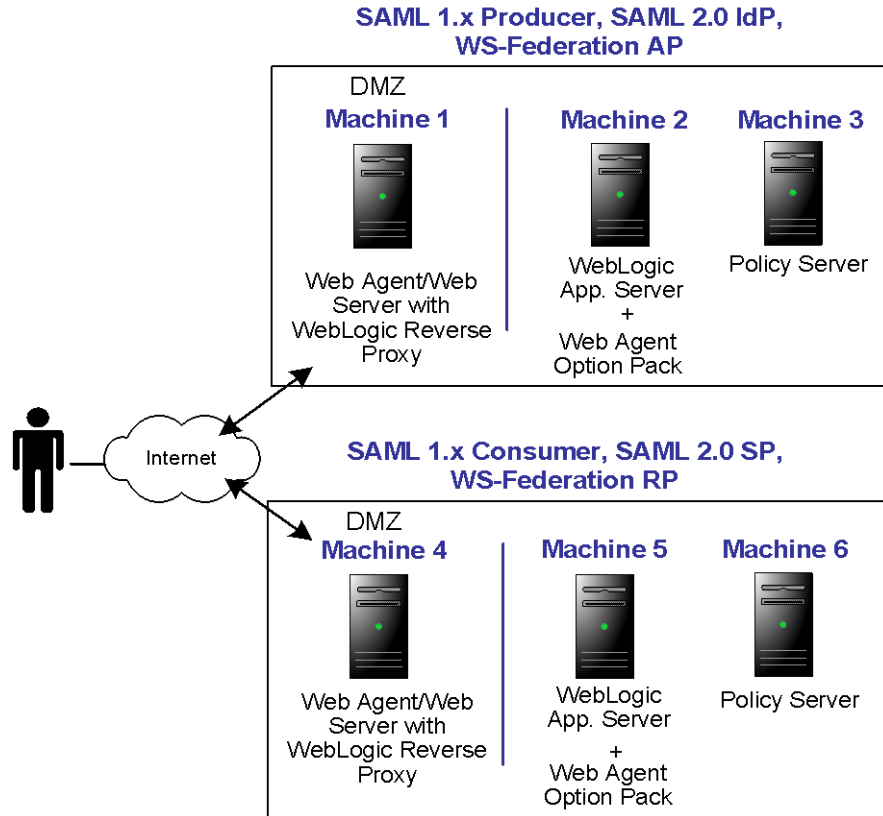 SAML 1.x Producer, SAML 2.0 IdP,
WS-Federation AP
DMZ
Machine 1
Machine 2
Machine 3
Web Agent/Web
Server with
WebLogic Reverse
Proxy
WebLogic
App. Server
+
Web Agent
Option Pack
Policy Server
Internet
SAML 1.x Consumer, SAML 2.0 SP,
WS-Federation RP
DMZ
Machine 4
Machine 5
Machine 6
Web Agent/Web
Server with
WebLogic Reverse
Proxy
WebLogic
App. Server
+
Web Agent
Option Pack
Policy Server